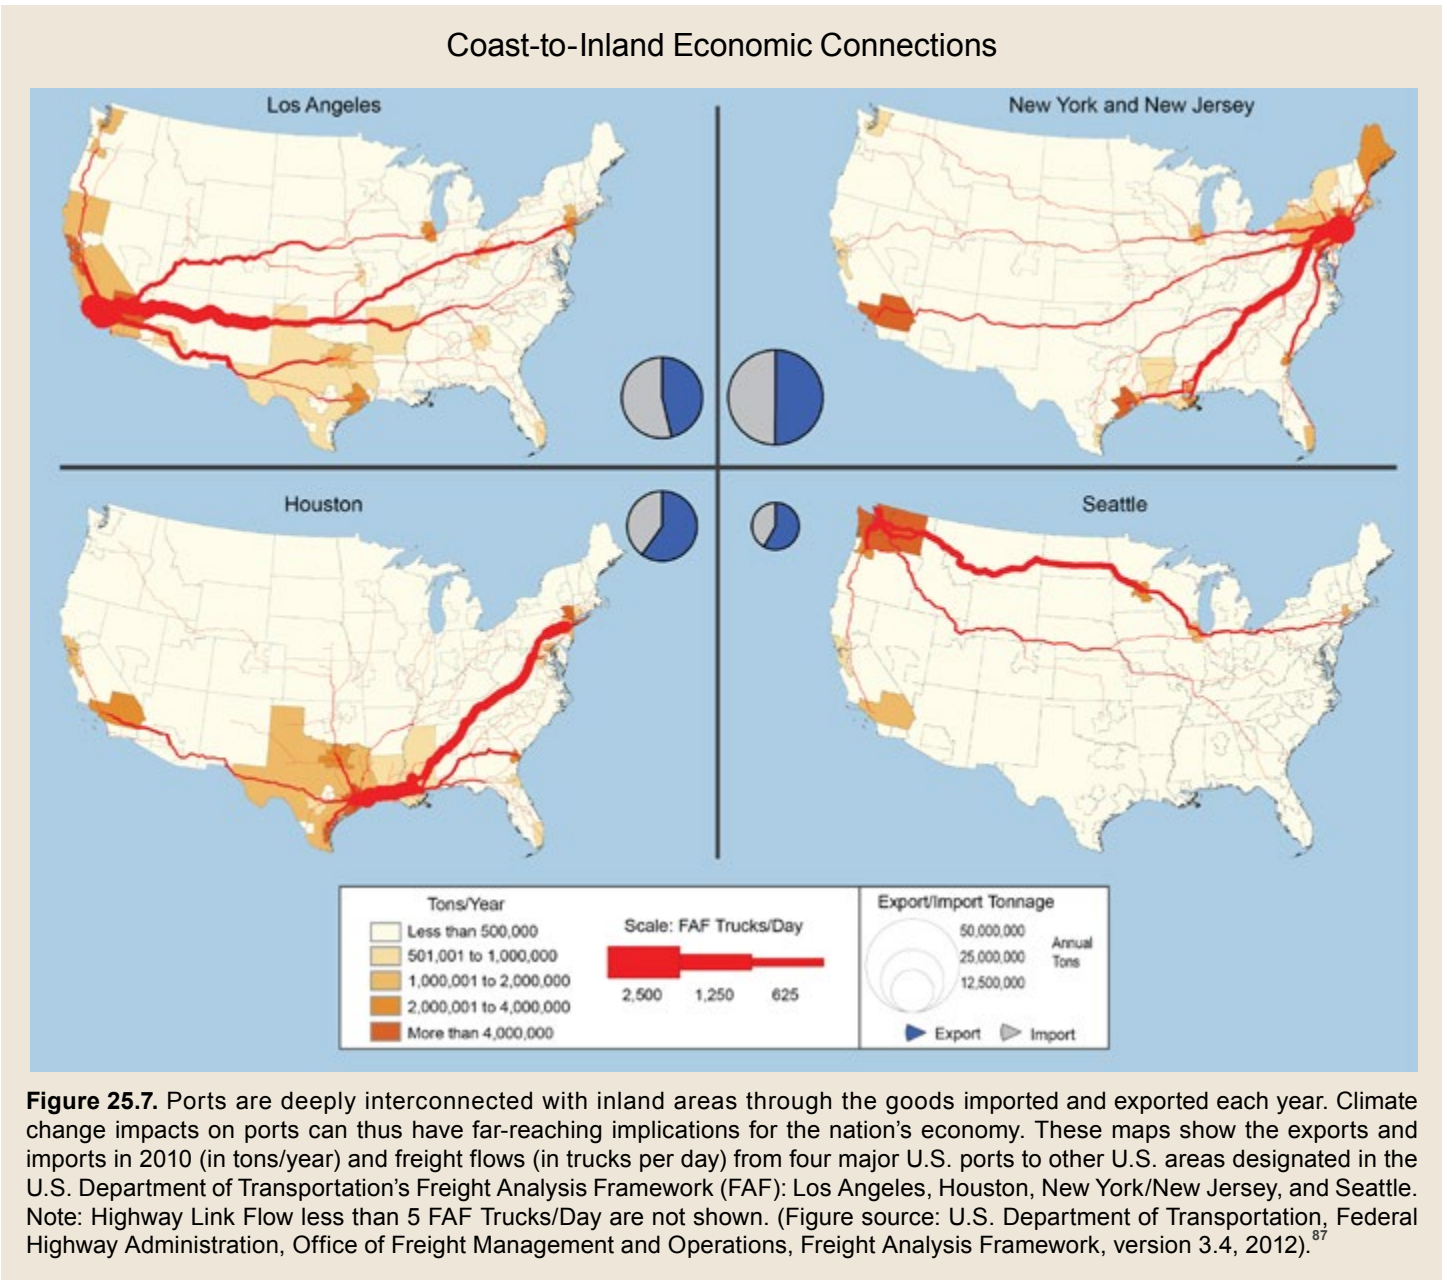 Coast-to-Inland Economic Connections
Los Angeles
New York and New Jersey
Houston
Seattle
Tons/Year
Less than 500,000
501,001 to 1,000,000
1,000,001 to 2,000,000
2,000,001 to 4,000,000
More than 4,000,000
Scale: FAF Trucks/Day
2,500 1,250 625
Export/Import Tonnage
50,000,000
25,000,000
12,500,000
Annual
Tons
Export Import
Figure 25.7. Ports are deeply interconnected with inland areas through the goods imported and exported each year. Climate
change impacts on ports can thus have far-reaching implications for the nation’s economy. These maps show the exports and
imports in 2010 (in tons/year) and freight flows (in trucks per day) from four major U.S. ports to other U.S. areas designated in the
U.S. Department of Transportation’s Freight Analysis Framework (FAF): Los Angeles, Houston, New York/New Jersey, and Seattle.
Note: Highway Link Flow less than 5 FAF Trucks/Day are not shown. (Figure source: U.S. Department of Transportation, Federal
Highway Administration, Office of Freight Management and Operations, Freight Analysis Framework, version 3.4, 2012).87